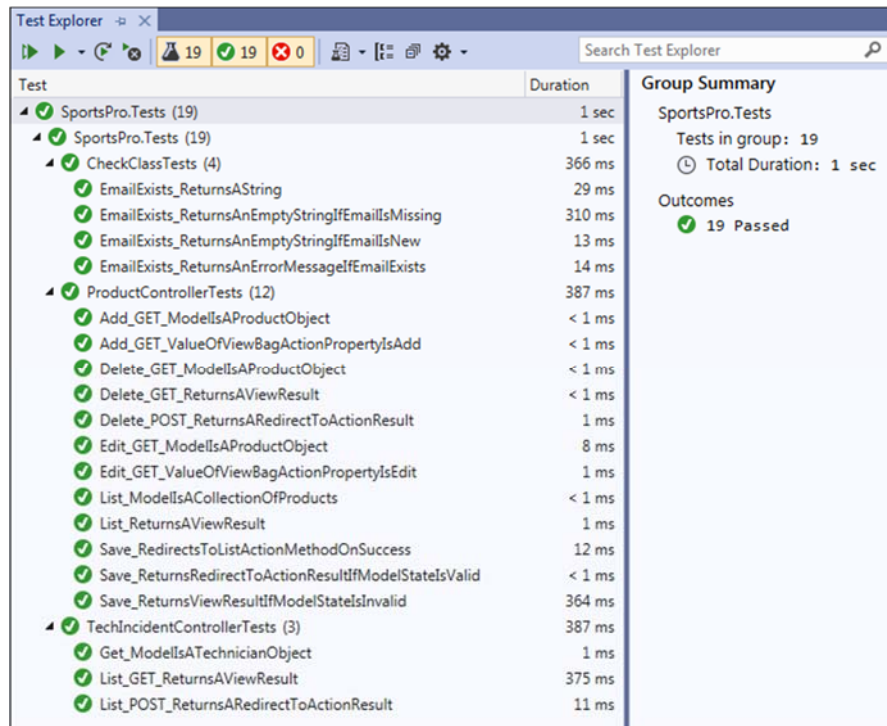 Test Explorer
19 19 0
Search Test Explorer
Test Duration
SportsPro.Tests (19) 1 sec
SportsPro.Tests (19) 1 sec
CheckClassTests (4) 366 ms
EmailExists_ReturnsAString 29 ms
EmailExists_ReturnsAnEmptyStringIfEmailIsMissing 310 ms
EmailExists_ReturnsAnEmptyStringIfEmailIsNew 13 ms
EmailExists_ReturnsAnErrorMessageIfEmailExists 14 ms
ProductControllerTests (12) 387 ms
Add_GET_ModelIsAProductObject < 1 ms
Add_GET_ValueOfViewBagActionPropertyIsAdd < 1 ms
Delete_GET_ModelIsAProductObject < 1 ms
Delete_GET_ReturnsAViewResult < 1 ms
Delete_POST_ReturnsARedirectToActionResult 1 ms
Edit_GET_ModelIsAProductObject 8 ms
Edit_GET_ValueOfViewBagActionPropertyIsEdit 1 ms
List_ModelIsACollectionOfProducts < 1 ms
List_ReturnsAViewResult 1 ms
Save_RedirectsToListActionMethodOnSuccess 12 ms
Save_ReturnsRedirectToActionResultIfModelStateIsValid < 1 ms
Save_ReturnsViewResultIfModelStateIsInvalid 364 ms
TechIncidentControllerTests (3) 387 ms
Get_ModelIsATechnicianObject 1 ms
List_GET_ReturnsAViewResult 375 ms
List_POST_ReturnsARedirectToActionResult 11 ms
Group Summary
SportsPro.Tests
Tests in group: 19
Total Duration: 1 sec
Outcomes
19 Passed